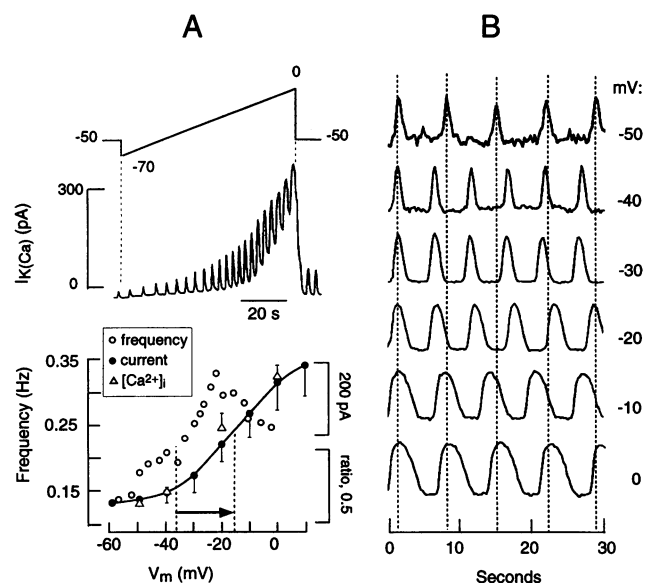 A
B
0
-50
-70
-50
300
0
I_K(Ca) (pA)
20 s
○ frequency
● current
△ [Ca²⁺]ᵢ
Frequency (Hz)
0.35
0.25
0.15
200 pA
ratio, 0.5
-60
-40
-20
0
V_m (mV)
mV:
-50
-40
-30
-20
-10
0
0
10
20
30
Seconds